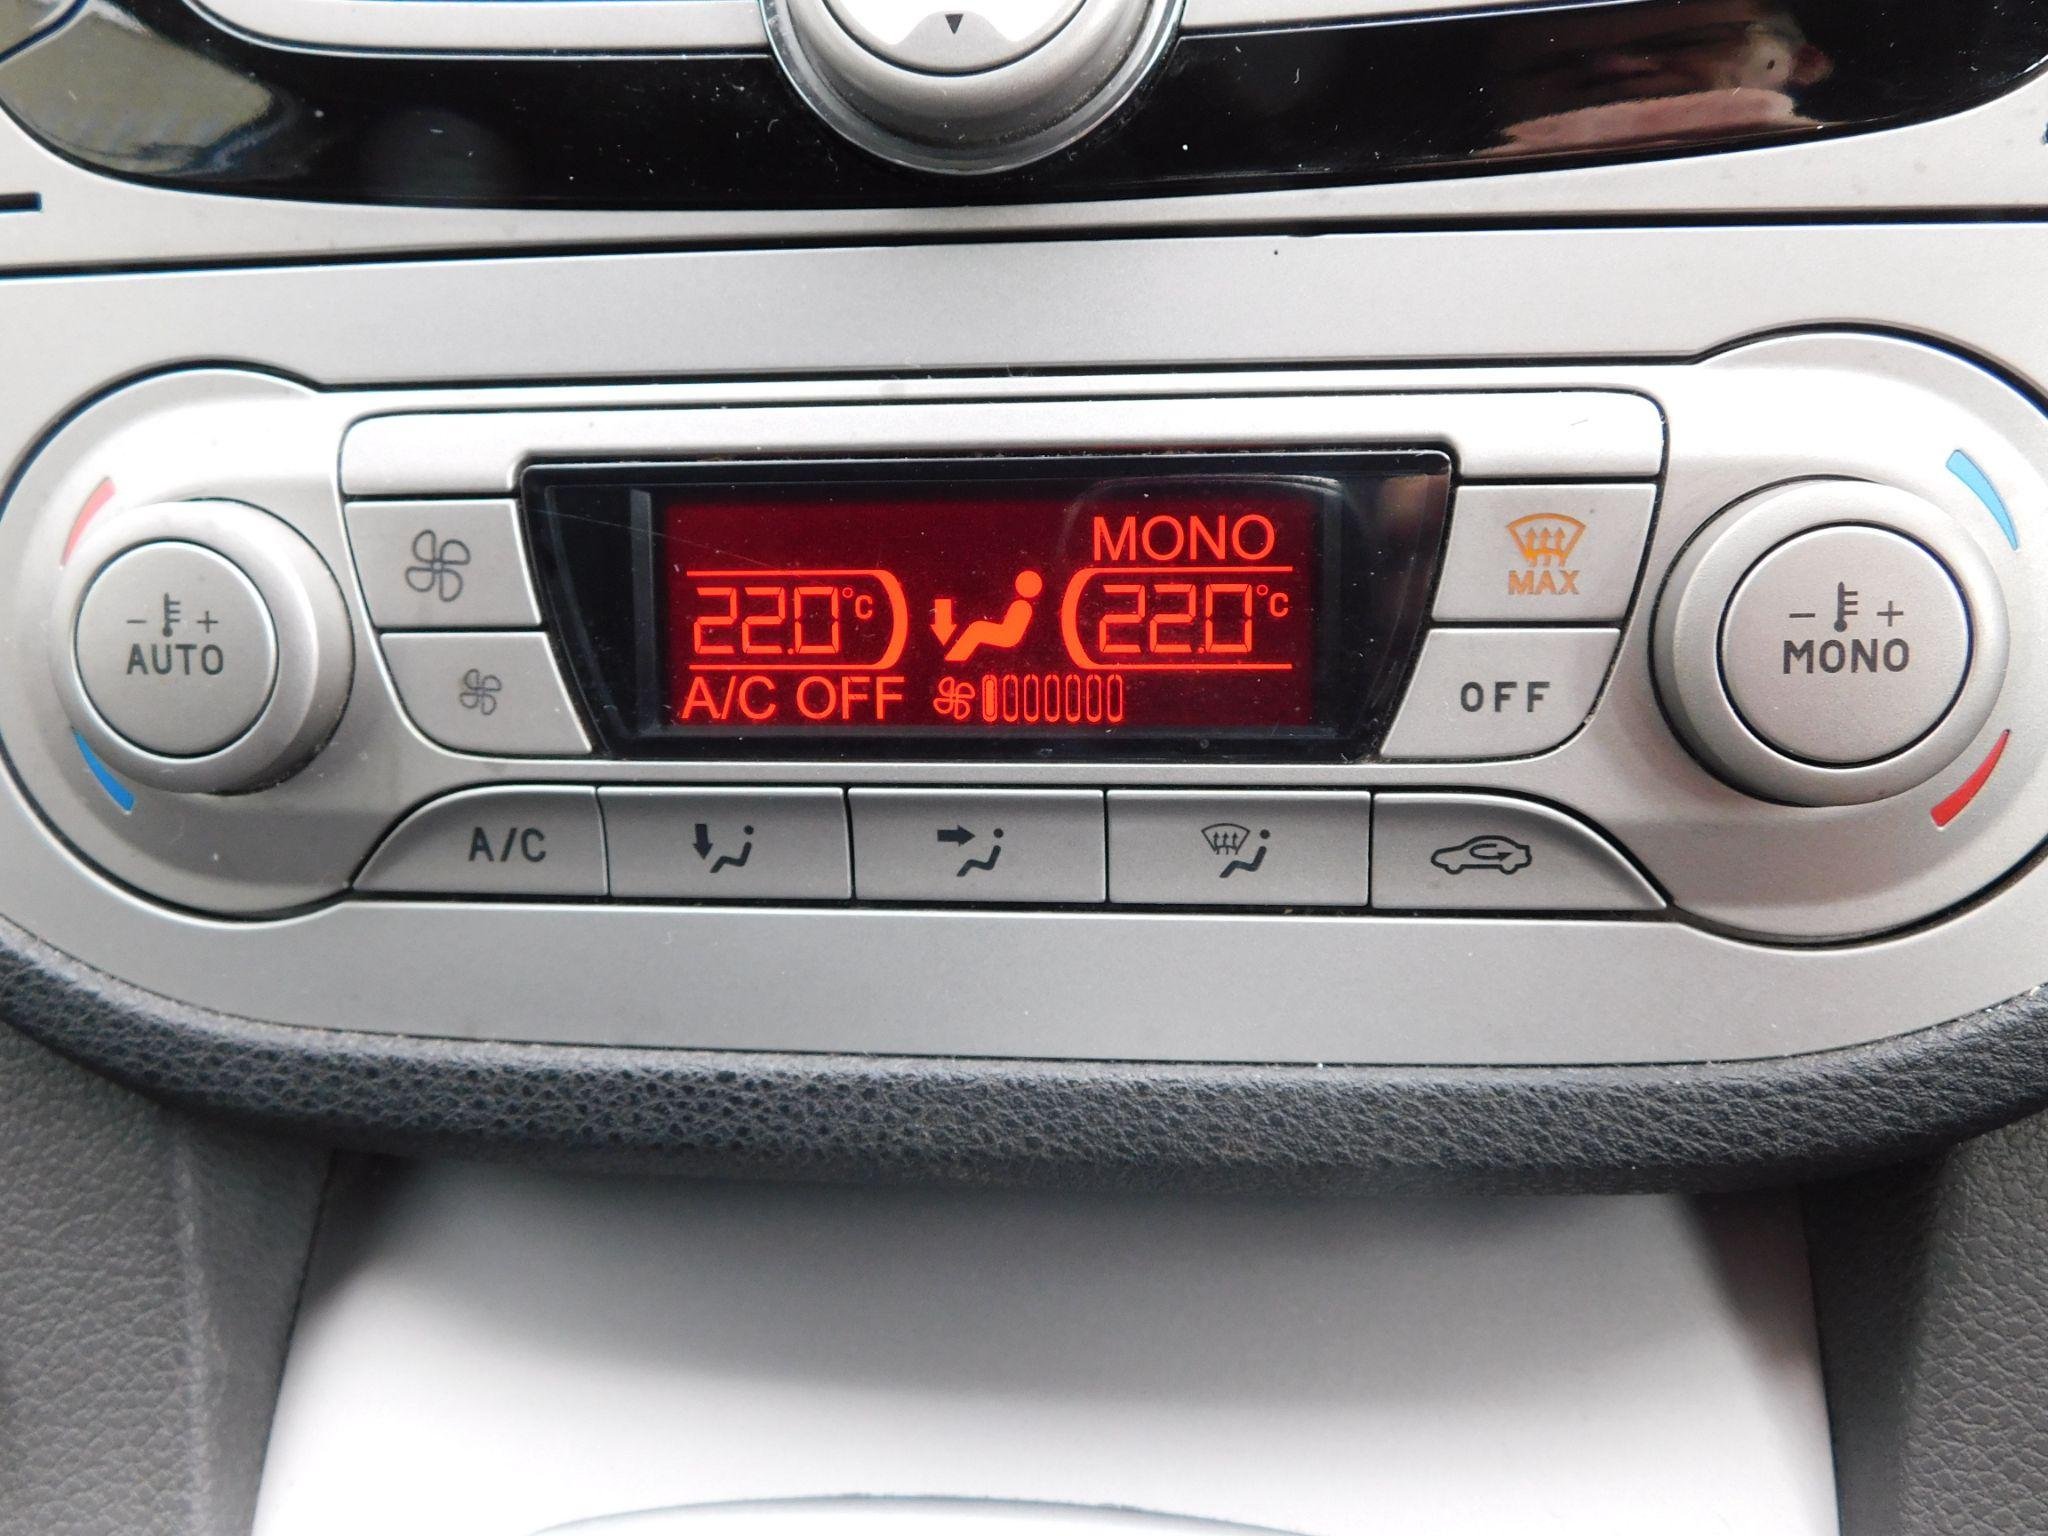 MONO
22.0°C
22.0°C
A/C OFF
MAX
- +
AUTO
- +
MONO
OFF
A/C